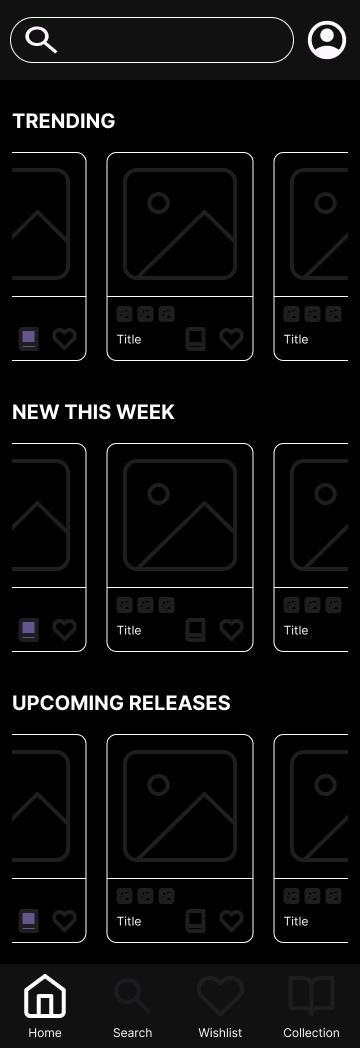 TRENDING
Title
Title
NEW THIS WEEK
Title
Title
UPCOMING RELEASES
Title
Title
Home
Search
Wishlist
Collection